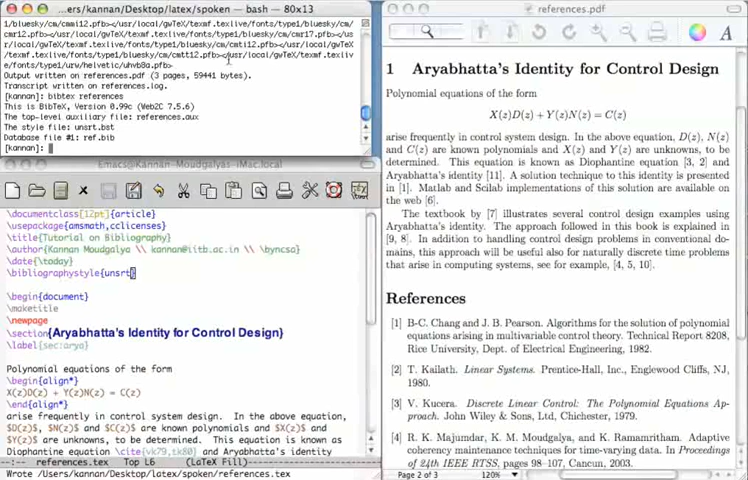 ...ers/kannan/Desktop/latex/spoken — bash — 80x13
1/bluesky/cm/cmmi12.pfb></usr/local/gwTeX/texmf.texlive/fonts/type1/bluesky/cm/
cmr12.pfb></usr/local/gwTeX/texmf.texlive/fonts/type1/bluesky/cm/cmr17.pfb></us
r/local/gwTeX/texmf.texlive/fonts/type1/bluesky/cm/cmti12.pfb></usr/local/gwTeX
/texmf.texlive/fonts/type1/bluesky/cm/cmtt12.pfb></usr/local/gwTeX/texmf.texliv
e/fonts/type1/urw/helvetic/uhvb8a.pfb>
Output written on references.pdf (3 pages, 59441 bytes).
Transcript written on references.log.
[kannan]: bibtex references
This is BibTeX, Version 0.99c (Web2C 7.5.6)
The top-level auxiliary file: references.aux
The style file: unsrt.bst
Database file #1: ref.bib
[kannan]:
Emacs@Kannan-Moudgalyas-iMac.local
\documentclass[12pt]{article}
\usepackage{amsmath,cclicenses}
\title{Tutorial on Bibliography}
\author{Kannan Moudgalya \\ kannan@iitb.ac.in \\ \byncsa}
\date{\today}
\bibliographystyle{unsrt}
\begin{document}
\maketitle
\newpage
\section{Aryabhatta's Identity for Control Design}
\label{sec:arya}
Polynomial equations of the form
\begin{align*}
X(z)D(z) + Y(z)N(z) = C(z)
\end{align*}
arise frequently in control system design. In the above equation,
$D(z)$, $N(z)$ and $C(z)$ are known polynomials and $X(z)$ and
$Y(z)$ are unknowns, to be determined. This equation is known as
Diophantine equation \cite{vk79,tk80} and Aryabhatta's identity
references.tex Top L6 (LaTeX Fill)
Wrote /Users/kannan/Desktop/latex/spoken/references.tex
references.pdf
1 Aryabhatta's Identity for Control Design
Polynomial equations of the form
X(z)D(z) + Y(z)N(z) = C(z)
arise frequently in control system design. In the above equation, D(z), N(z)
and C(z) are known polynomials and X(z) and Y(z) are unknowns, to be
determined. This equation is known as Diophantine equation [3, 2] and
Aryabhatta's identity [11]. A solution technique to this identity is presented
in [1]. Matlab and Scilab implementations of this solution are available on
the web [6].
The textbook by [7] illustrates several control design examples using
Aryabhatta's identity. The approach followed in this book is explained in
[9, 8]. In addition to handling control design problems in conventional do-
mains, this approach will be useful also for naturally discrete time problems
that arise in computing systems, see for example, [4, 5, 10].
References
[1] B-C. Chang and J. B. Pearson. Algorithms for the solution of polynomial
equations arising in multivariable control theory. Technical Report 8208,
Rice University, Dept. of Electrical Engineering, 1982.
[2] T. Kailath. Linear Systems. Prentice-Hall, Inc., Englewood Cliffs, NJ,
1980.
[3] V. Kucera. Discrete Linear Control: The Polynomial Equations Ap-
proach. John Wiley & Sons, Ltd, Chichester, 1979.
[4] R. K. Majumdar, K. M. Moudgalya, and K. Ramamritham. Adaptive
coherency maintenance techniques for time-varying data. In Proceedings
of 24th IEEE RTSS, pages 98–107, Cancun, 2003.
Page 2 of 3 120%